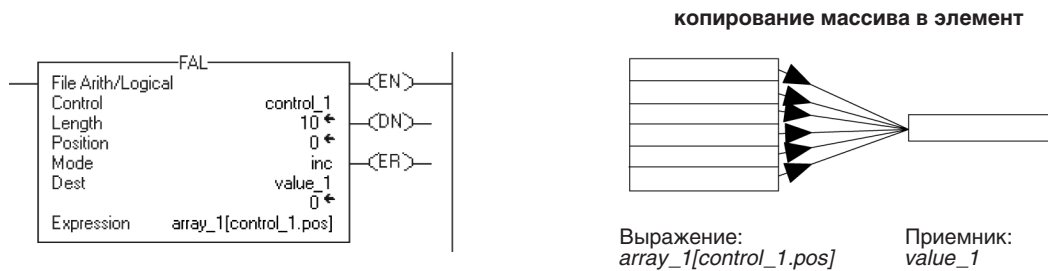 копирование массива в элемент
FAL
File Arith/Logical
Control control_1
Length 10
Position 0
Mode inc
Dest value_1
0
Expression array_1[control_1.pos]
(EN)
(DN)
(ER)
Выражение:
array_1[control_1.pos]
Приемник:
value_1